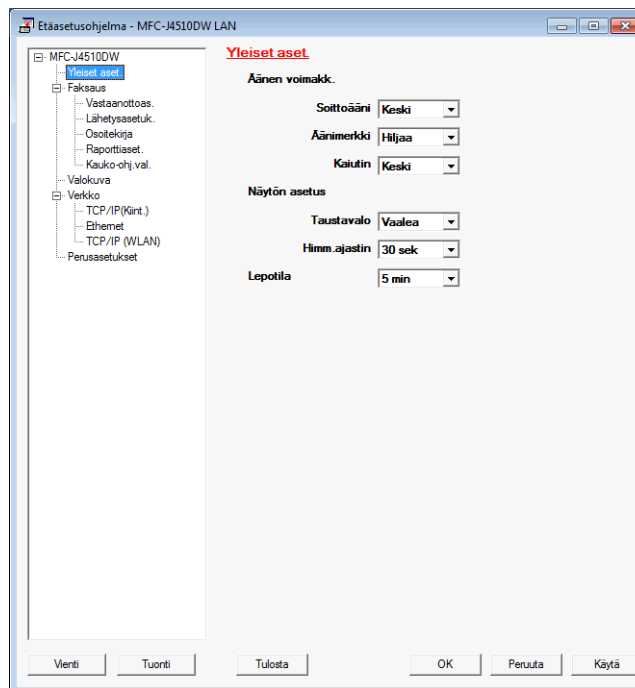 Etäasetusohjelma - MFC-J4510DW LAN
MFC-J4510DW
Yleiset aset.
Faksaus
Vastaanottoas.
Lähetysasetuk.
Osoitekirja
Raporttiaset.
Kauko-ohj.val.
Valokuva
Verkko
TCP/IP(Kiint.)
Ethernet
TCP/IP (WLAN)
Perusasetukset
Yleiset aset.
Äänen voimakk.
Soittoääni Keski
Äänimerkki Hiljaa
Kaiutin Keski
Näytön asetus
Taustavalo Vaalea
Himm.ajastin 30 sek
Lepotila 5 min
Vienti Tuonti Tulosta OK Peruuta Käytä